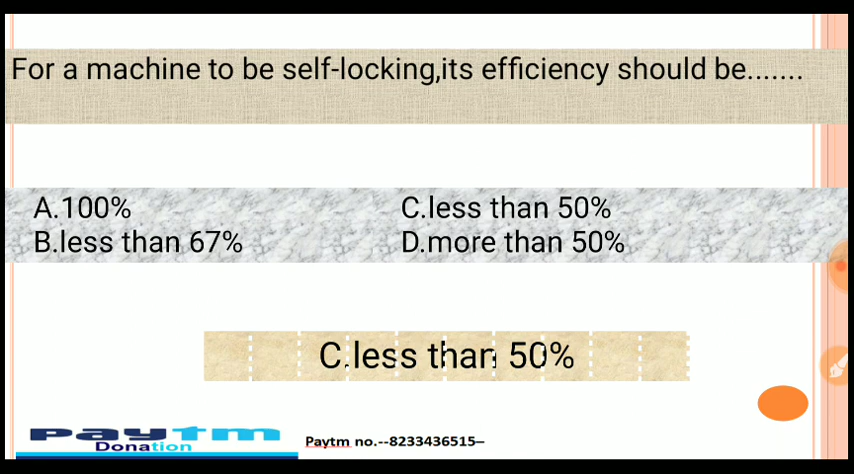 For a machine to be self-locking,its efficiency should be.......
A.100%
B.less than 67%
C.less than 50%
D.more than 50%
C.less than 50%
paytm
Donation
Paytm no.--8233436515–